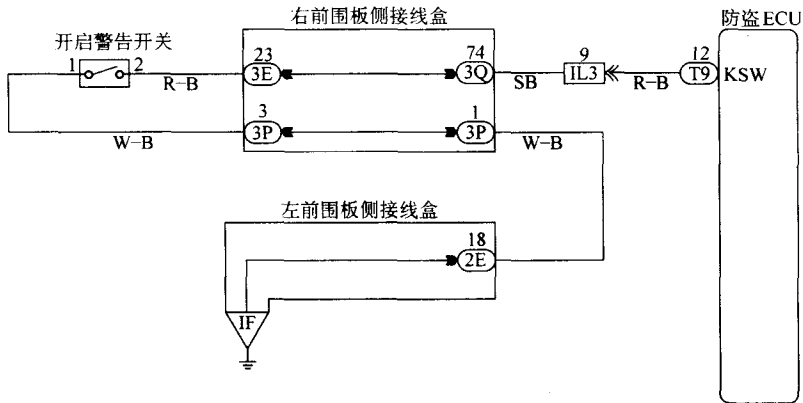 右前围板侧接线盒
防盗ECU
开启警告开关
1
2
R-B
23
3E
74
3Q
SB
9
IL3
R-B
12
T9
KSW
3
3P
1
3P
W-B
W-B
左前围板侧接线盒
18
2E
IF